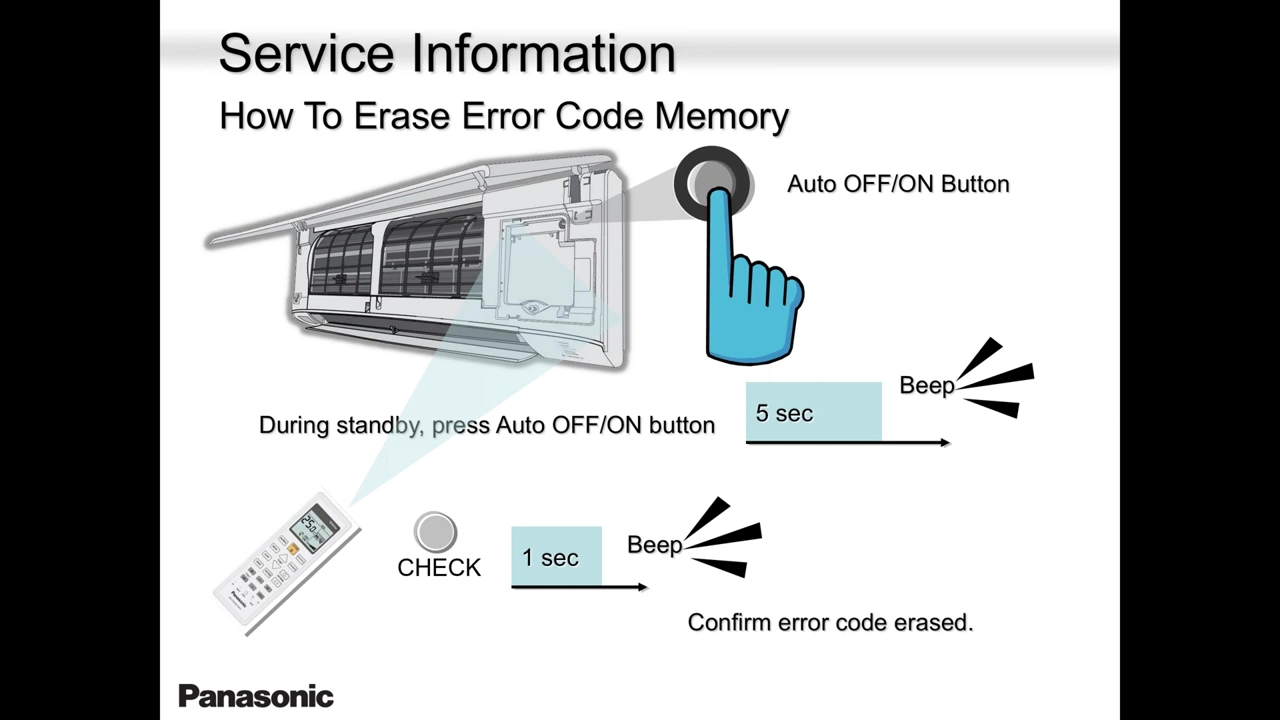 Service Information
How To Erase Error Code Memory
Auto OFF/ON Button
During standby, press Auto OFF/ON button
5 sec
Beep
CHECK
1 sec
Beep
Panasonic
Confirm error code erased.
Panasonic